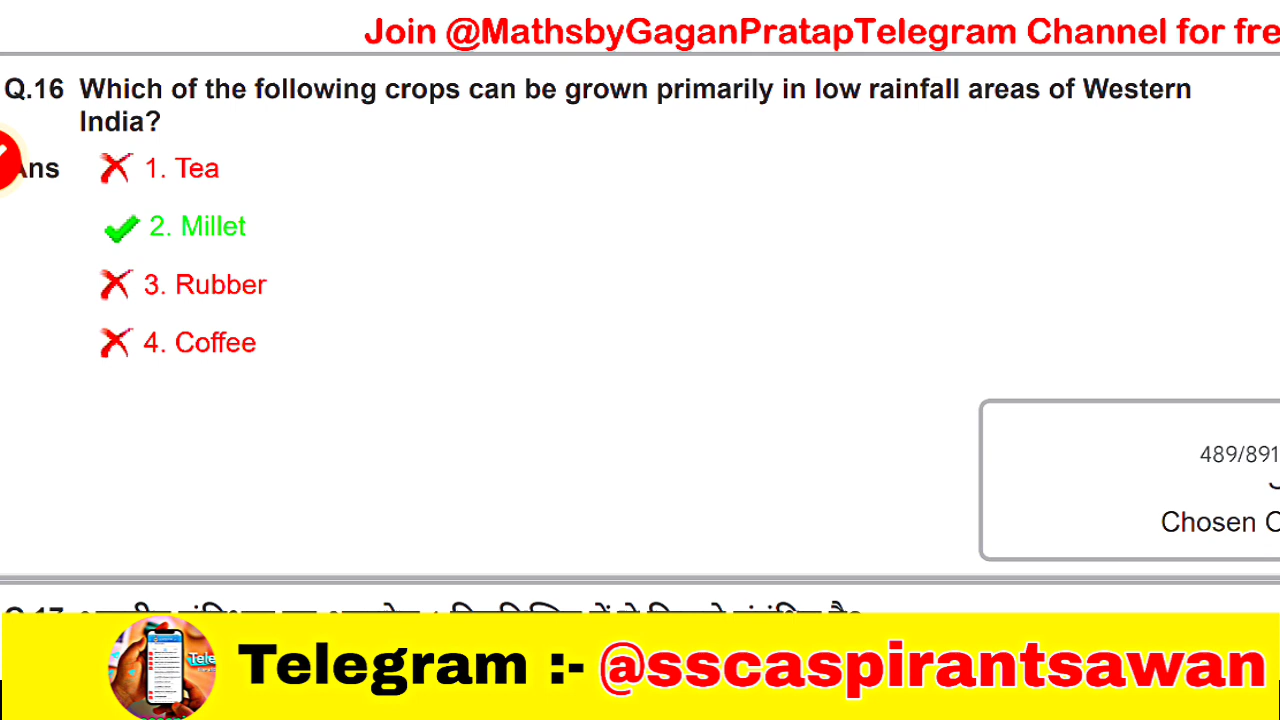 Join @MathsbyGaganPratapTelegram Channel for fre
Q.16 Which of the following crops can be grown primarily in low rainfall areas of Western
India?
Ans 1. Tea
2. Millet
3. Rubber
4. Coffee
489/891
Chosen O
Q.17
Telegram :- @sscaspirantsawan